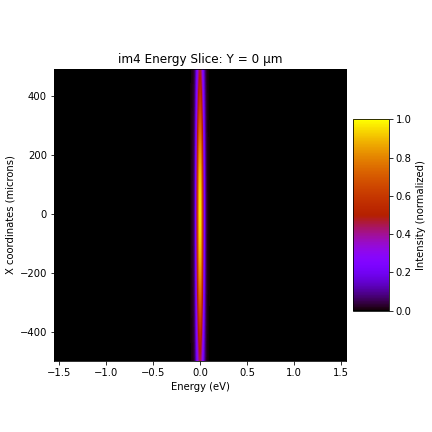 im4 Energy Slice: Y = 0 μm
400
200
0
−200
−400
X coordinates (microns)
−1.5 −1.0 −0.5 0.0 0.5 1.0 1.5
Energy (eV)
1.0
0.8
0.6
0.4
0.2
0.0
Intensity (normalized)